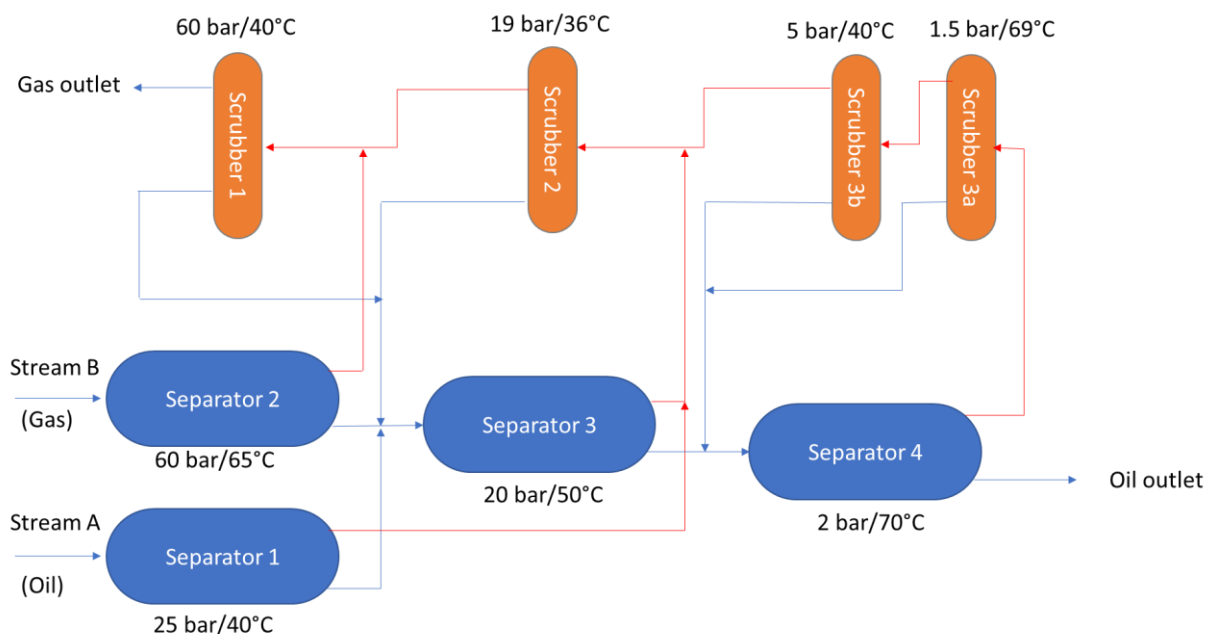 60 bar/40°C
19 bar/36°C
5 bar/40°C
1.5 bar/69°C
Gas outlet
Scrubber 1
Scrubber 2
Scrubber 3b
Scrubber 3a
Stream B
(Gas)
Separator 2
60 bar/65°C
Separator 3
20 bar/50°C
Separator 4
2 bar/70°C
Oil outlet
Stream A
(Oil)
Separator 1
25 bar/40°C